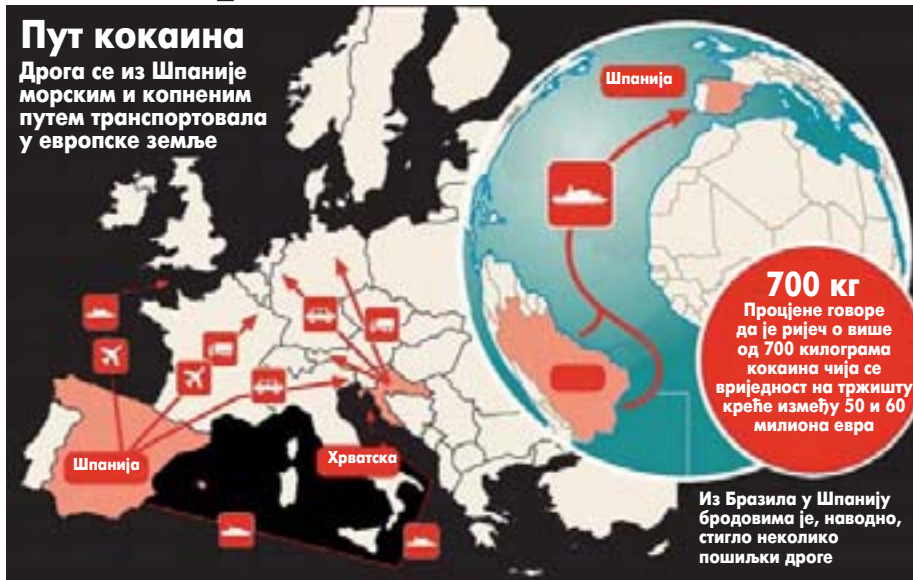 Пут кокаина
Дрога се из Шпаније
морским и копненим
путем транспортовала
у европске земље
Шпанија
700 кг
Процјене говоре
да је ријеч о више
од 700 килограма
кокаина чија се
вриједност на тржишту
креће између 50 и 60
милиона евра
Шпанија
Хрватска
Из Бразила у Шпанију
бродовима је, наводно,
стигло неколико
пошиљки дроге